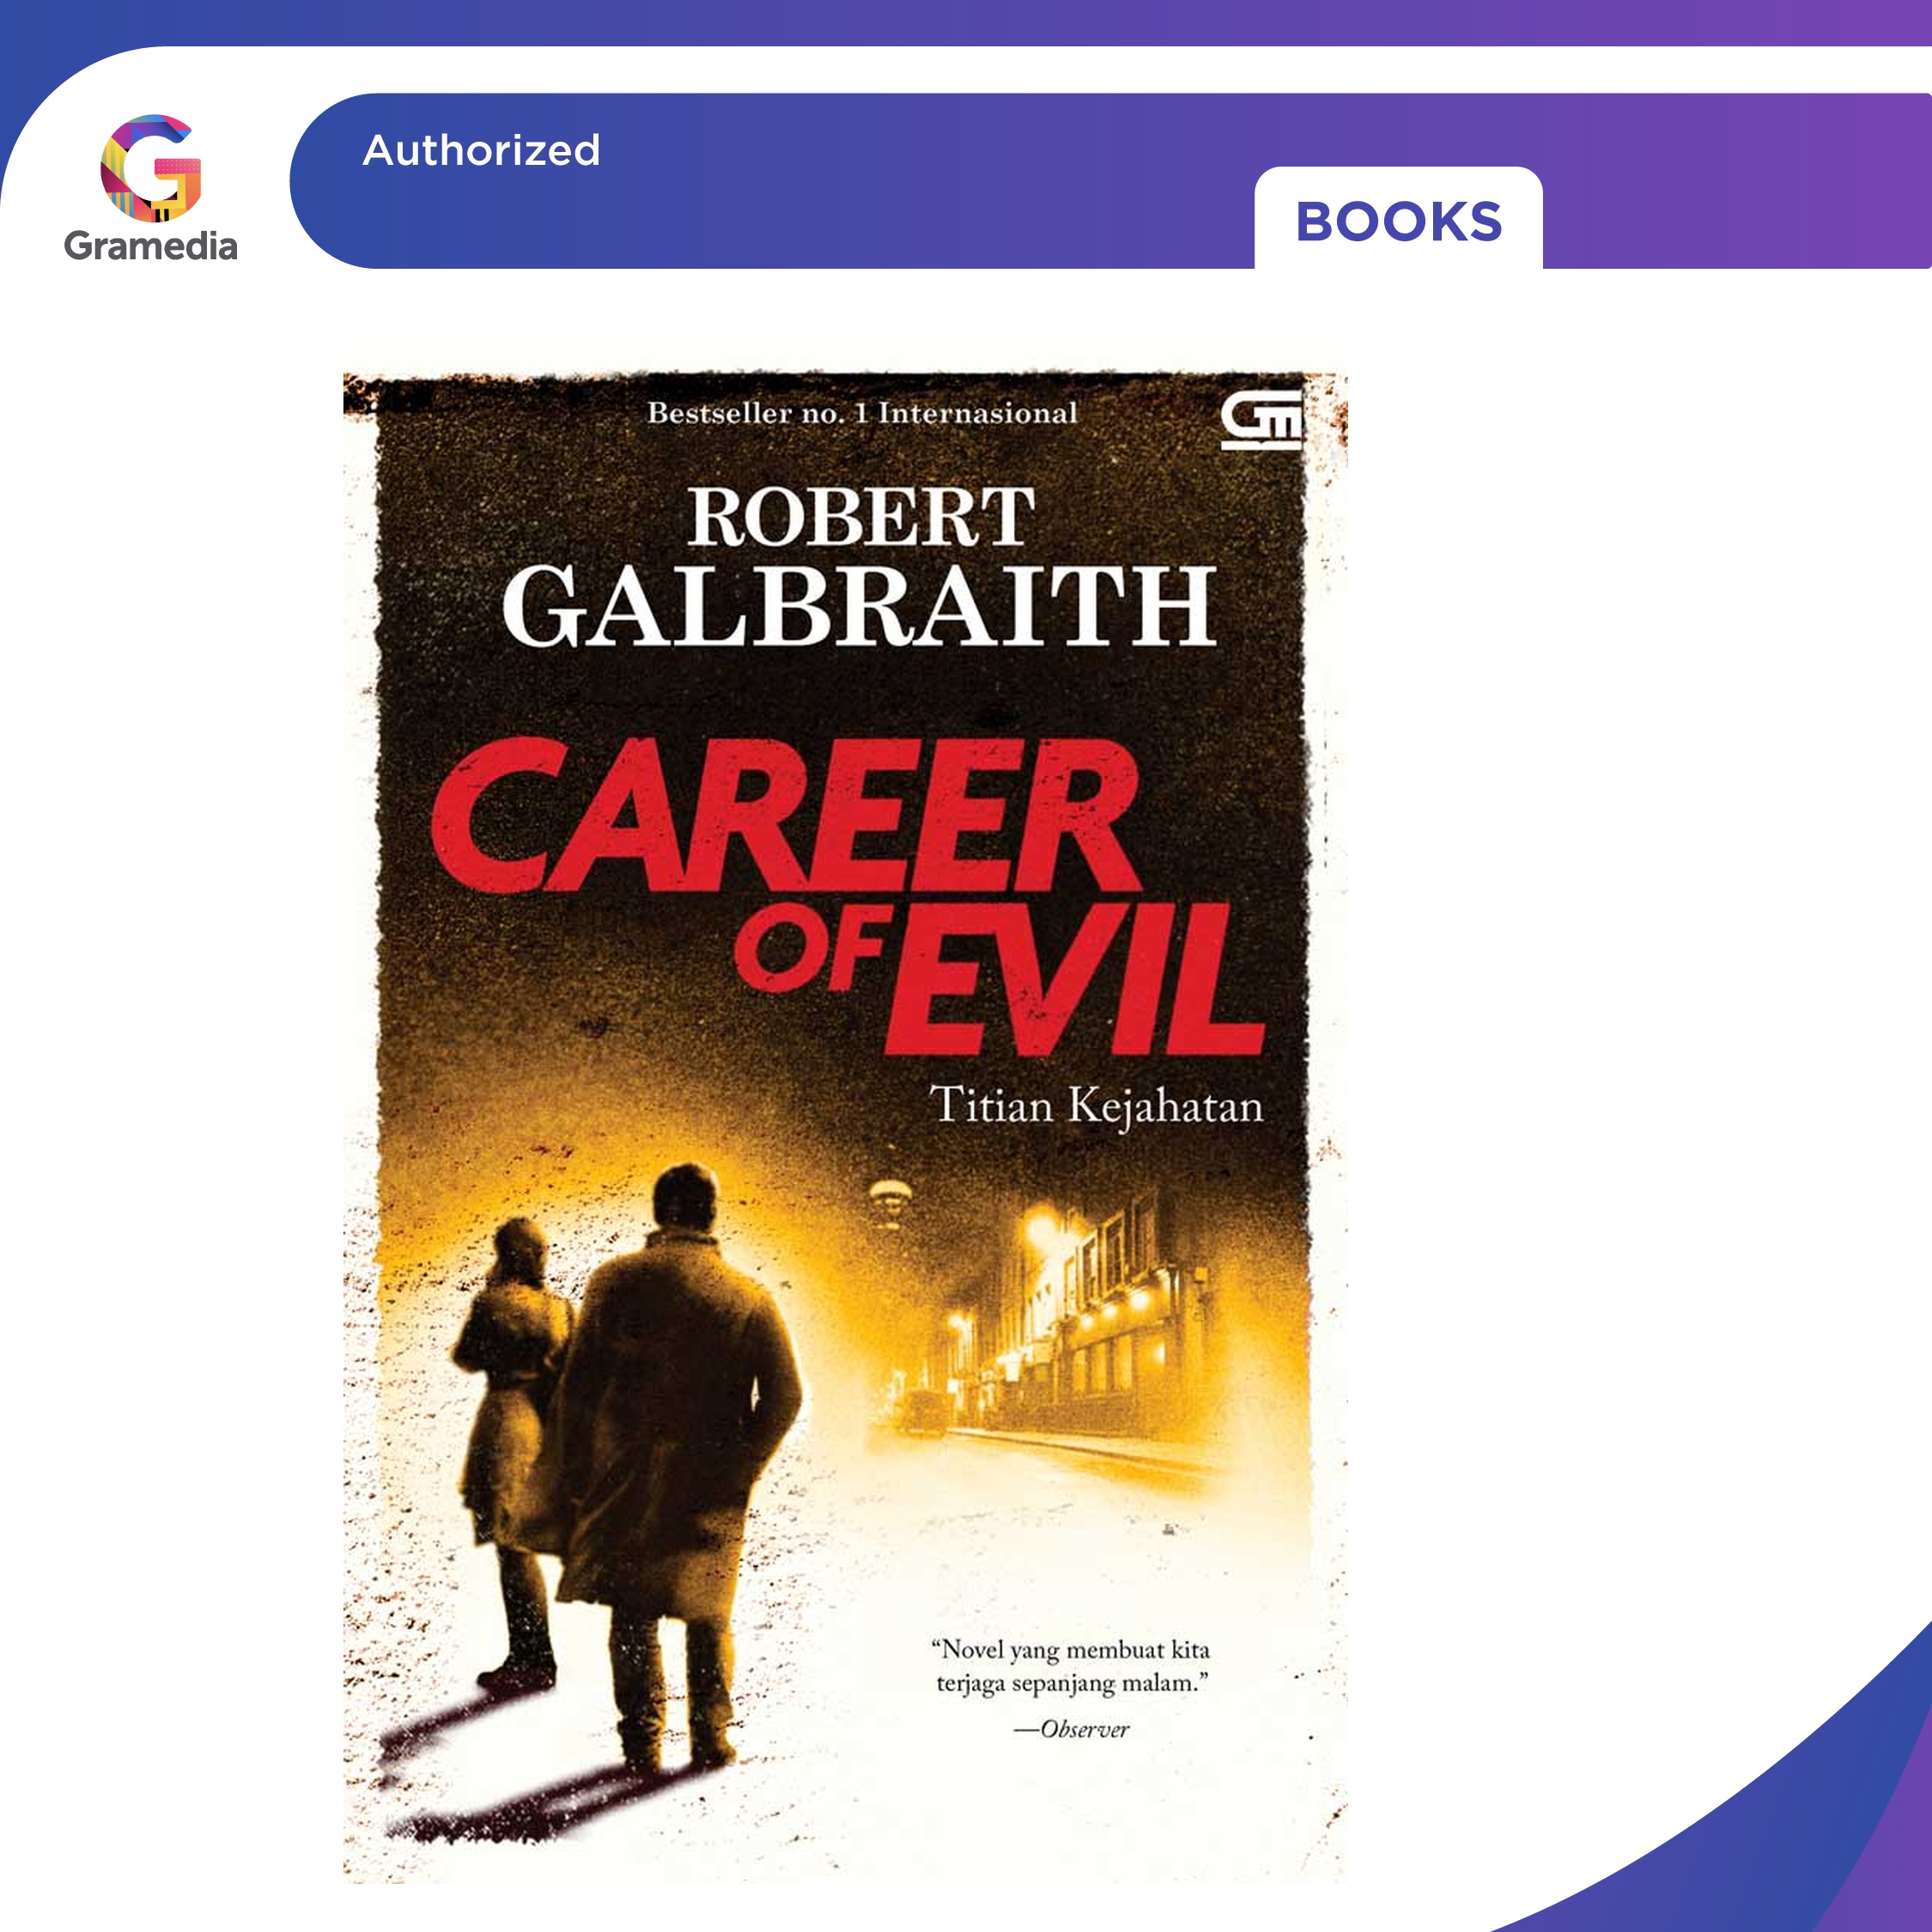 Authorized
BOOKS
Gramedia
Bestseller no. 1 Internasional
GM
ROBERT
GALBRAITH
CAREER
OF EVIL
Titian Kejahatan
“Novel yang membuat kita
terjaga sepanjang malam.”
—Observer